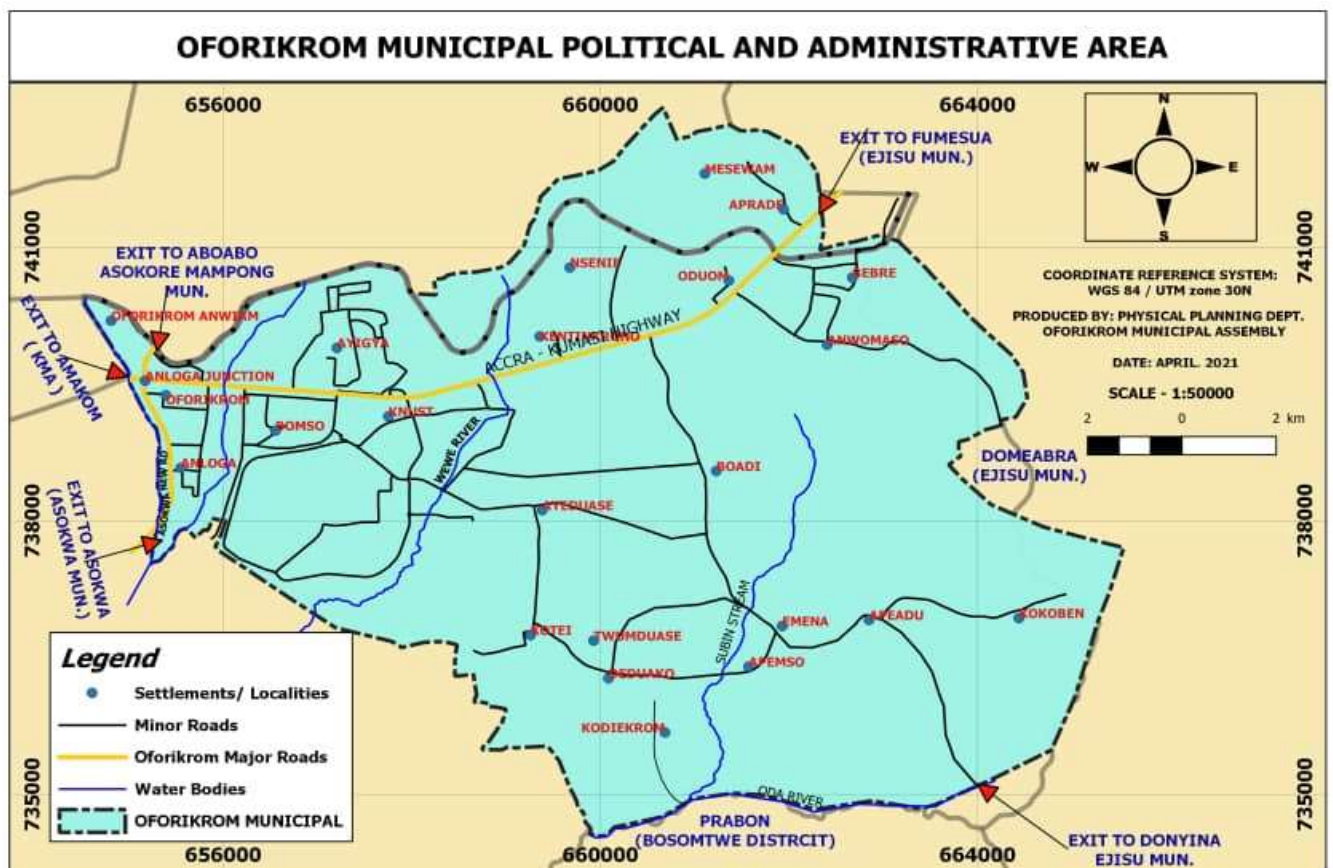 OFORIKROM MUNICIPAL POLITICAL AND ADMINISTRATIVE AREA
656000
660000
664000
N
W
E
S
EXIT TO FUMESUA
(EJISU MUN.)
MESEWAM
APRADE
741000
741000
EXIT TO ABOABO
ASOKORE MAMPONG
MUN.
NSENIE
ODUOM
BEBRE
COORDINATE REFERENCE SYSTEM:
WGS 84 / UTM zone 30N
PRODUCED BY: PHYSICAL PLANNING DEPT.
OFORIKROM MUNICIPAL ASSEMBLY
DATE: APRIL. 2021
SCALE - 1:50000
2
0
2 km
EXIT TO AMAKOM
( KMA )
AYIGYA
KENTINKRONO
ACCRA - KUMASI HIGHWAY
ANWOMASO
ANLOGA JUNCTION
OFORIKROM
BOMSO
KNUST
ANLOGA
WEWE RIVER
BOADI
DOMEABRA
(EJISU MUN.)
EXIT TO ASOKWA
(ASOKWA MUN.)
AYEDUASE
738000
738000
KOTEI
TWUMDUASE
SUBIN STREAM
EMENA
APEADU
KOKOBEN
DEDUAKO
APEMSO
KODIEKROM
Legend
Settlements/ Localities
Minor Roads
Oforikrom Major Roads
Water Bodies
OFORIKROM MUNICIPAL
735000
735000
ODA RIVER
PRABON
(BOSOMTWE DISTRCIT)
EXIT TO DONYINA
EJISU MUN.
656000
660000
664000